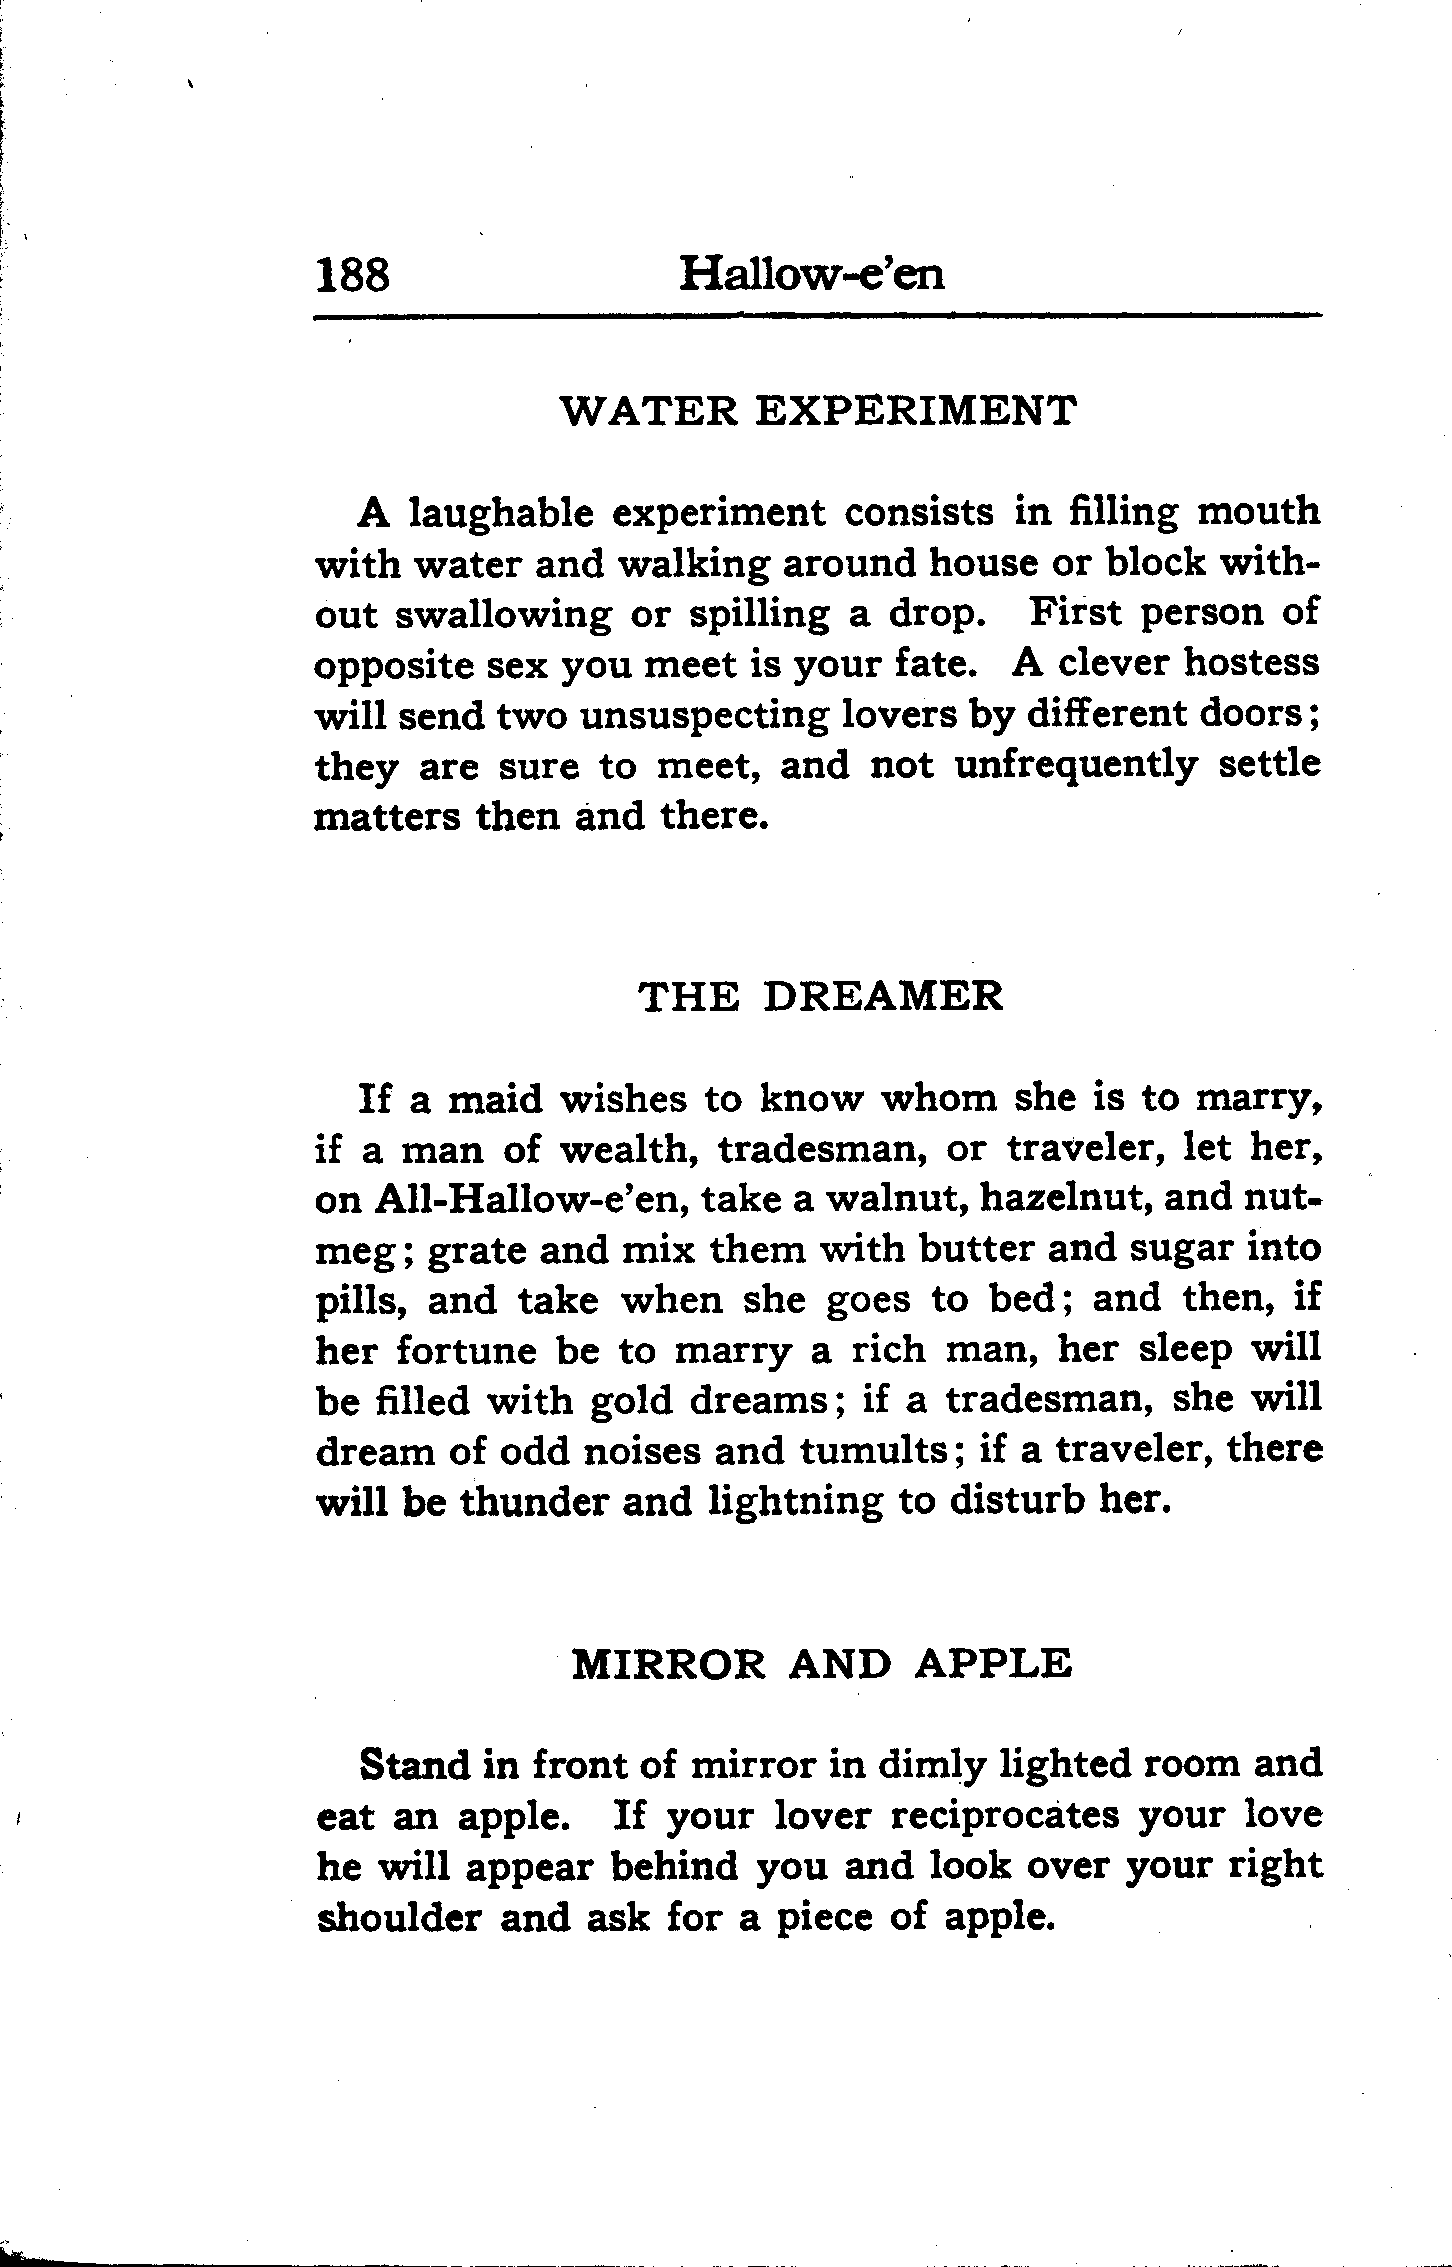 188 Hallow-e'en
WATER EXPERIMENT
A laughable experiment consists in filling mouth
with water and walking around house or block with-
out swallowing or spilling a drop. First person of
opposite sex you meet is your fate. A clever hostess
will send two unsuspecting lovers by different doors;
they are sure to meet, and not unfrequently settle
matters then and there.
THE DREAMER
If a maid wishes to know whom she is to marry,
if a man of wealth, tradesman, or traveler, let her,
on All-Hallow-e'en, take a walnut, hazelnut, and nut-
meg; grate and mix them with butter and sugar into
pills, and take when she goes to bed; and then, if
her fortune be to marry a rich man, her sleep will
be filled with gold dreams; if a tradesman, she will
dream of odd noises and tumults; if a traveler, there
will be thunder and lightning to disturb her.
MIRROR AND APPLE
Stand in front of mirror in dimly lighted room and
eat an apple. If your lover reciprocates your love
he will appear behind you and look over your right
shoulder and ask for a piece of apple.